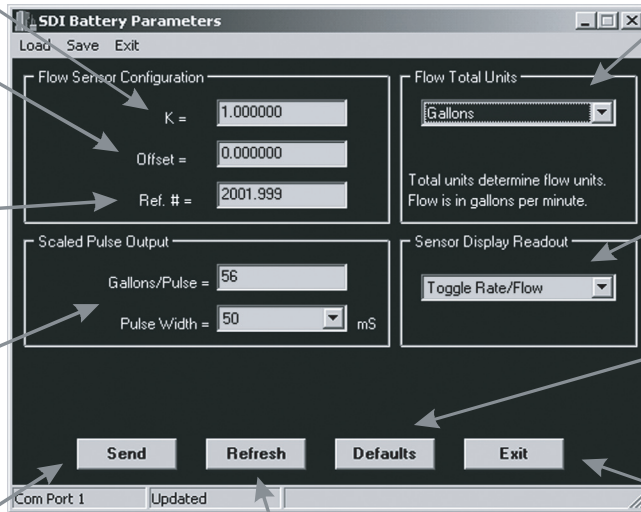 SDI Battery Parameters
Load Save Exit
Flow Sensor Configuration
K = 1.000000
Offset = 0.000000
Ref. # = 2001.999
Flow Total Units
Gallons
Total units determine flow units.
Flow is in gallons per minute.
Scaled Pulse Output
Gallons/Pulse = 56
Pulse Width = 50 mS
Sensor Display Readout
Toggle Rate/Flow
Send Refresh Defaults Exit
Com Port 1 Updated